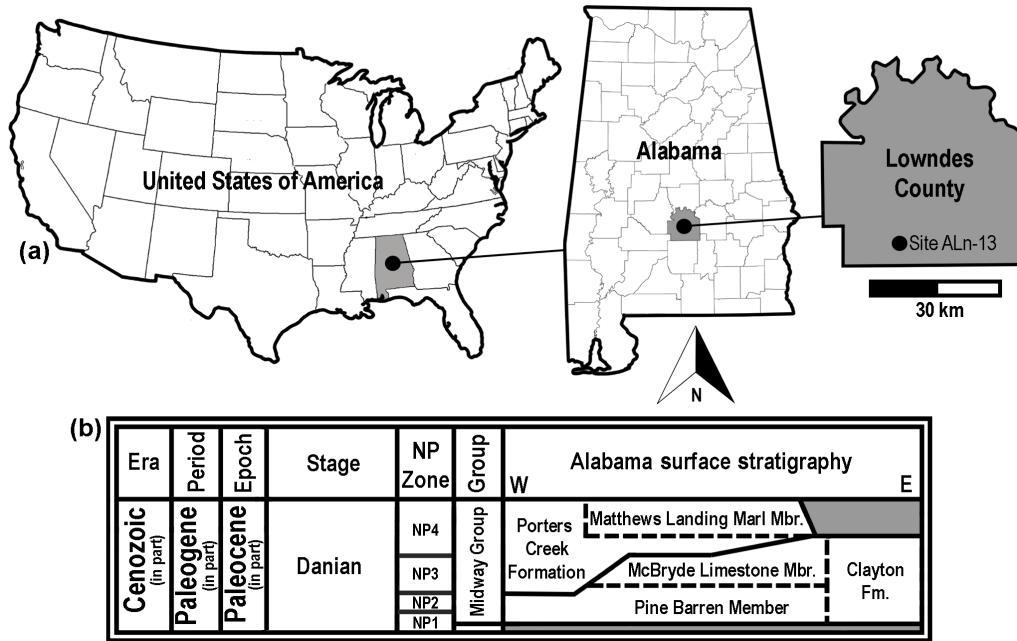 (a)
United States of America
Alabama
Lowndes
County
Site ALn-13
30 km
N
(b)
Era
Period
Epoch
Stage
NP
Zone
Group
Alabama surface stratigraphy
W
E
Cenozoic
(in part)
Paleogene
(in part)
Paleocene
(in part)
Danian
NP4
NP3
NP2
NP1
Midway Group
Porters
Creek
Formation
Matthews Landing Marl Mbr.
McBryde Limestone Mbr.
Pine Barren Member
Clayton
Fm.